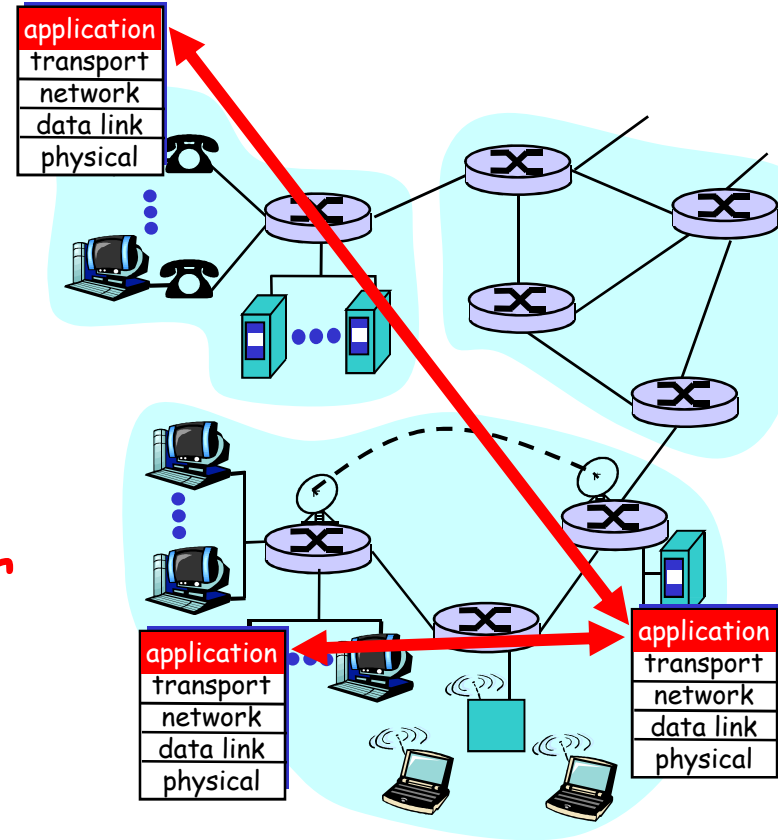 application
transport
network
data link
physical
application
transport
network
data link
physical
application
transport
network
data link
physical